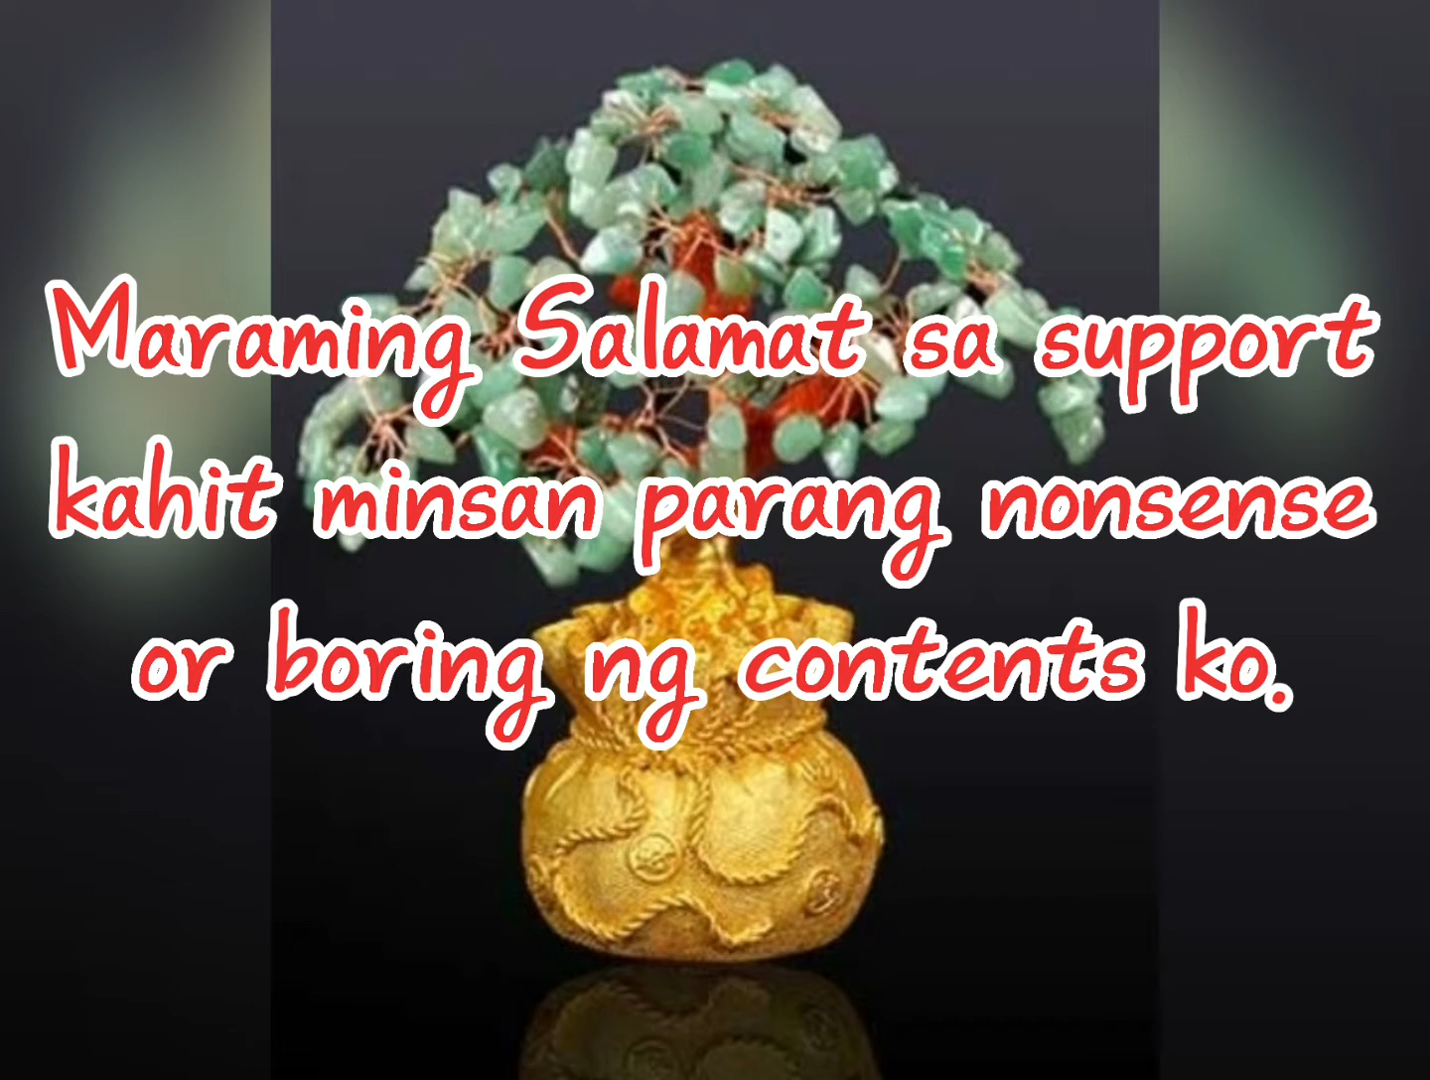 Maraming Salamat sa support
kahit minsan parang nonsense
or boring ng contents ko.